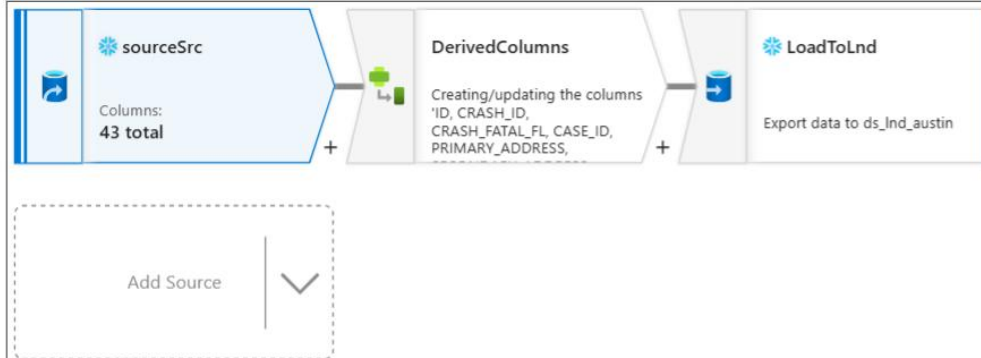 sourceSrc
Columns:
43 total
+
DerivedColumns
Creating/updating the columns
'ID, CRASH_ID,
CRASH_FATAL_FL, CASE_ID,
PRIMARY_ADDRESS,
+
LoadToLnd
Export data to ds_lnd_austin
Add Source